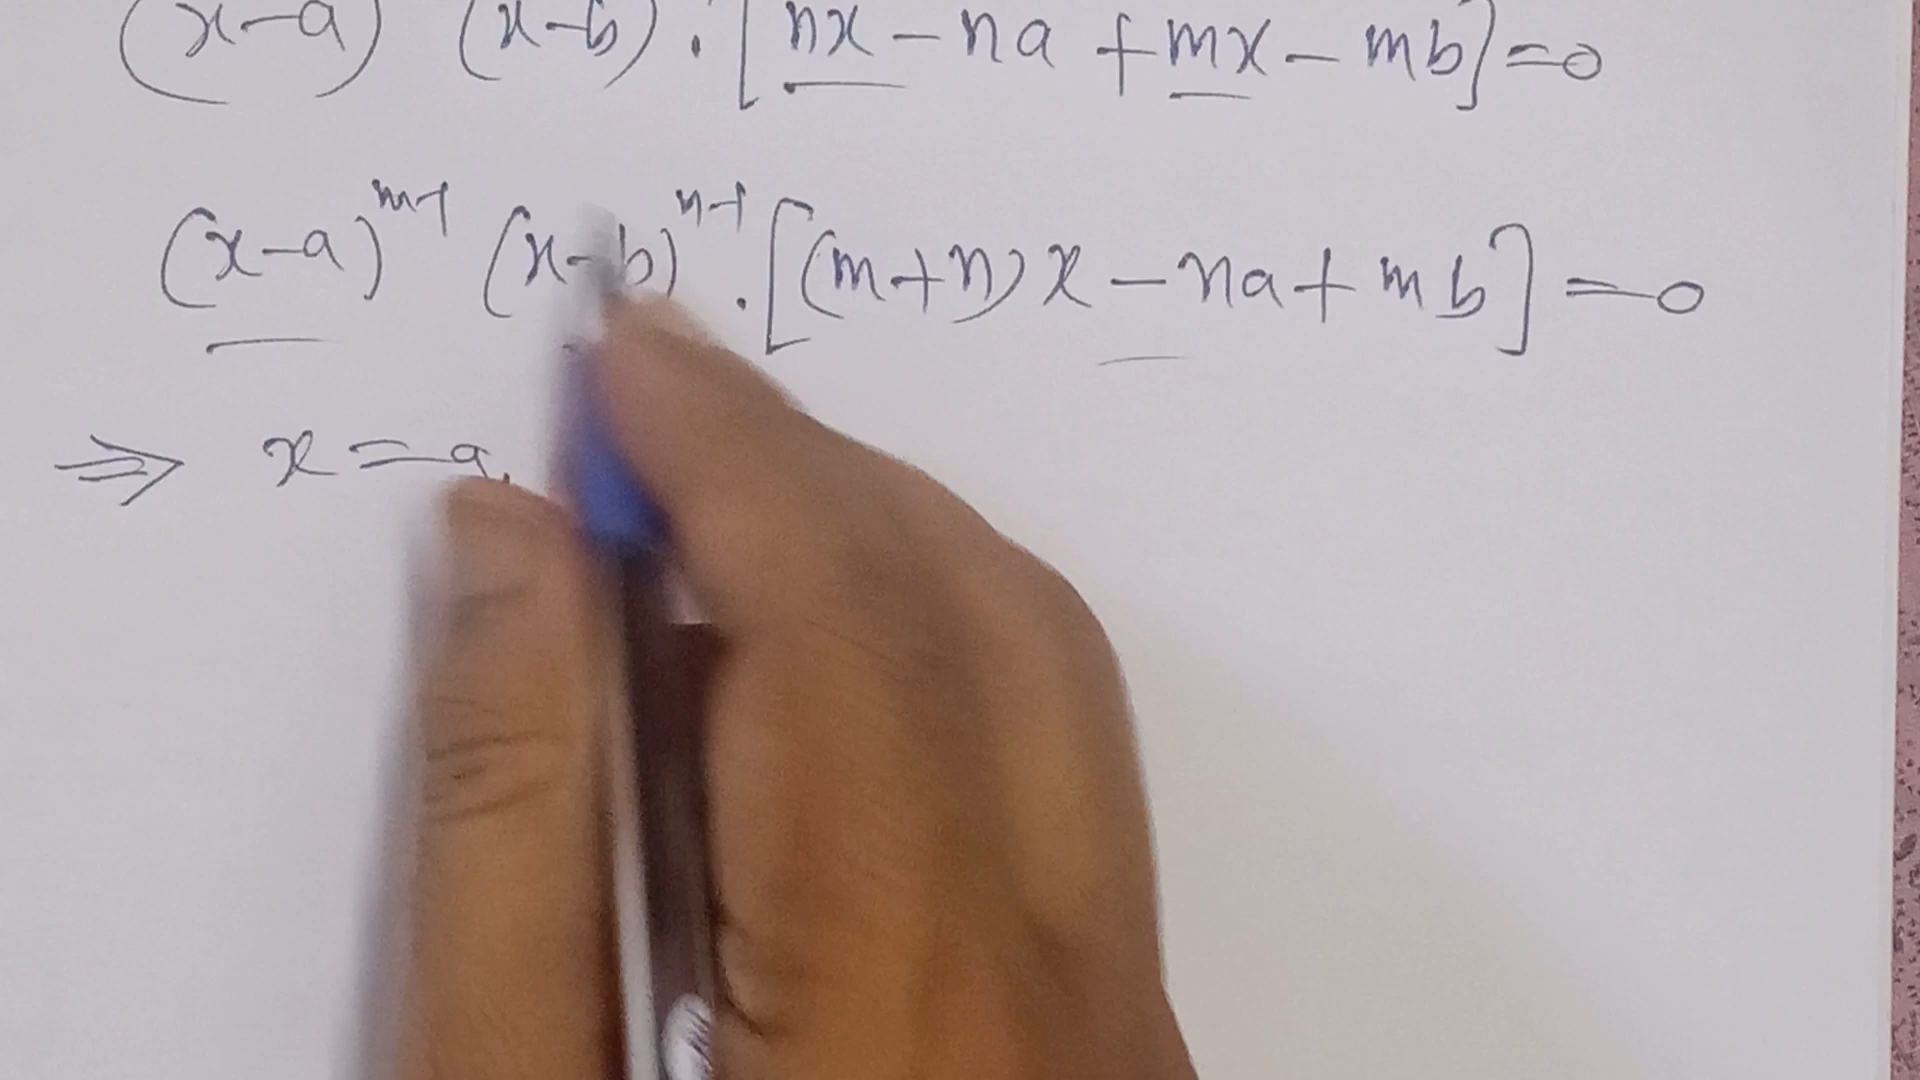 (x-a) (x-b) . [nx - na + mx - mb] = 0
(x-a)^{m-1} (x-b)^{n-1} . [(m+n)x - na + mb] = 0
⇒ x = a,